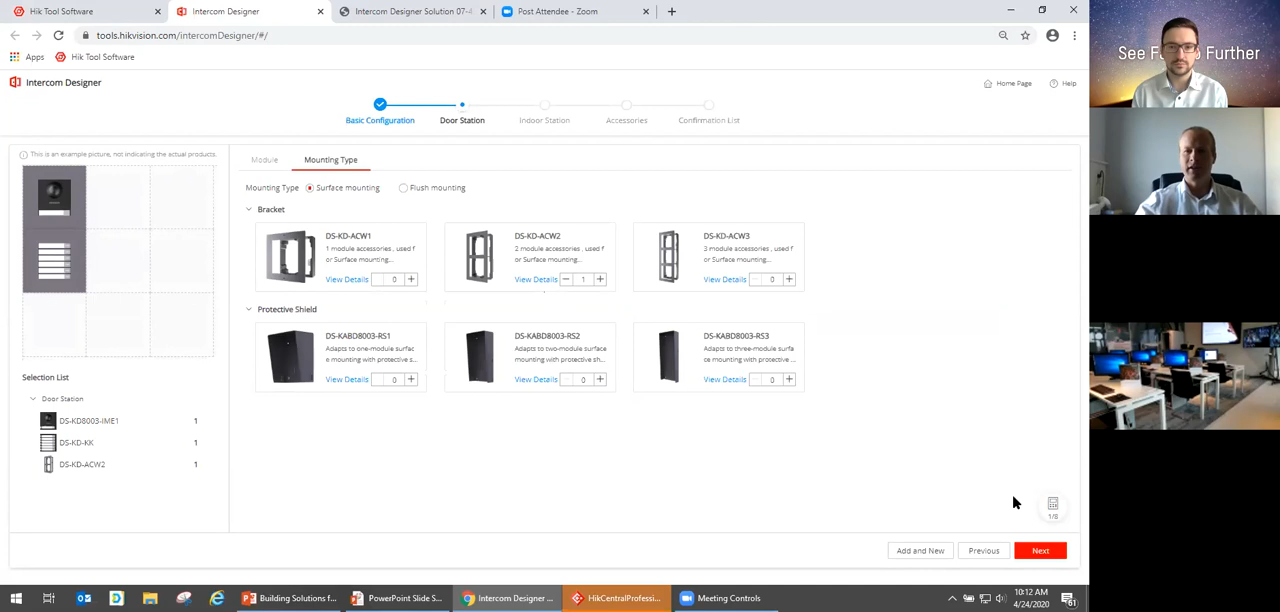 Hik Tool Software
Intercom Designer
Intercom Designer Solution 07-4
Post Attendee - Zoom
tools.hikvision.com/intercomDesigner/#/
Apps
Hik Tool Software
Intercom Designer
Home Page
Help
Basic Configuration
Door Station
Indoor Station
Accessories
Confirmation List
This is an example picture, not indicating the actual products.
Module
Mounting Type
Mounting Type
Surface mounting
Flush mounting
Bracket
DS-KD-ACW1
1 module accessories , used f
or Surface mounting...
View Details
0 +
DS-KD-ACW2
2 module accessories , used f
or Surface mounting...
View Details
− 1 +
DS-KD-ACW3
3 module accessories , used f
or Surface mounting...
View Details
0 +
Protective Shield
DS-KABD8003-RS1
Adapts to one-module surfac
e mounting with protective s...
View Details
0 +
DS-KABD8003-RS2
Adapts to two-module surfac
e mounting with protective sh...
View Details
0 +
DS-KABD8003-RS3
Adapts to three-module surfa
ce mounting with protective ...
View Details
0 +
Selection List
Door Station
DS-KD8003-IME1 1
DS-KD-KK 1
DS-KD-ACW2 1
1/8
Add and New
Previous
Next
See Far Further
Building Solutions f...
PowerPoint Slide S...
Intercom Designer ...
HikCentralProfessi...
Meeting Controls
10:12 AM
4/24/2020
61